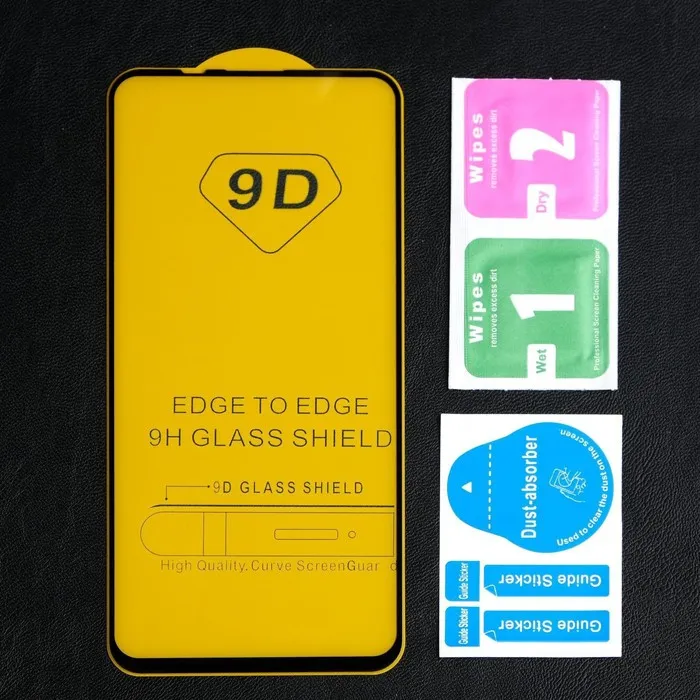 9D
EDGE TO EDGE
9H GLASS SHIELD
9D GLASS SHIELD
High Quality.Curve ScreenGuar d
Wipes
removes excess dirt
2
Dry
Professional Screen Cleaning Paper
Wipes
removes excess dirt
1
Wet
Professional Screen Cleaning Paper
Dust-absorber
Used to clear the dust on the screen
Guide Sticker
Guide Sticker
Guide Sticker
Guide Sticker